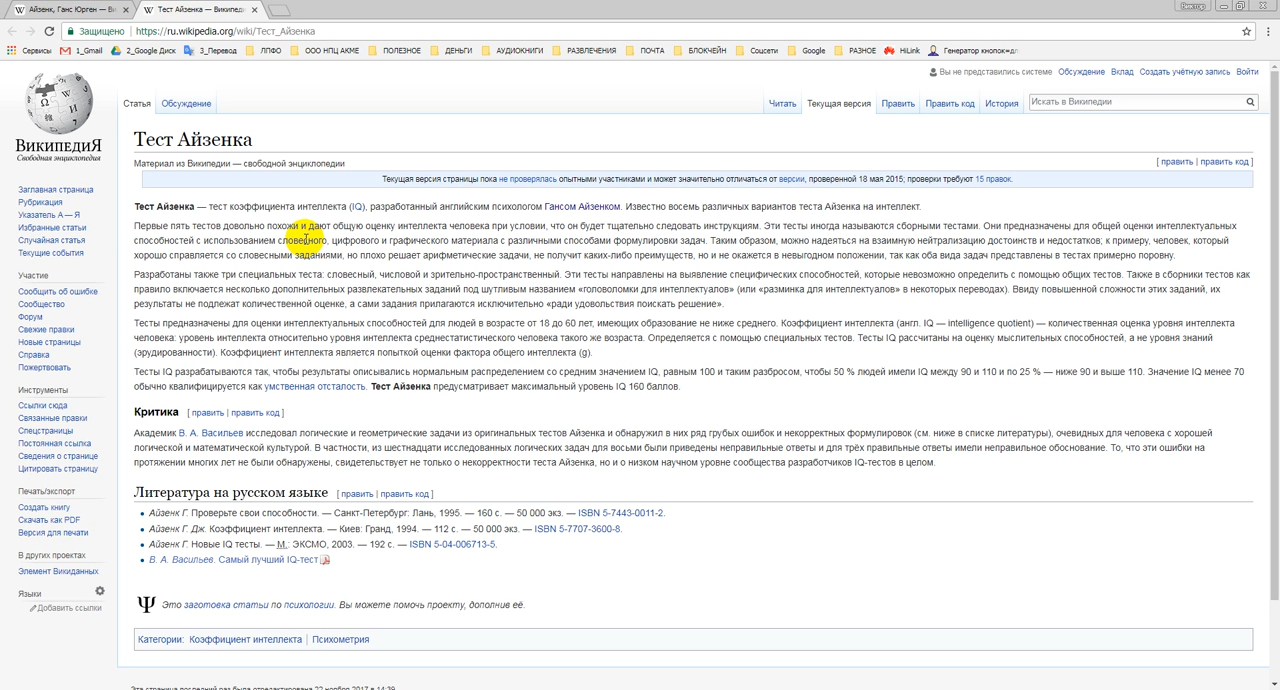 Айзенк, Ганс Юрген — Ви
Тест Айзенка — Википеди
Виктор
Защищено
https://ru.wikipedia.org/wiki/Тест_Айзенка
Сервисы 1_Gmail 2_Google Диск 3_Перевод ЛПФО ООО НПЦ АКМЕ ПОЛЕЗНОЕ ДЕНЬГИ АУДИОКНИГИ РАЗВЛЕЧЕНИЯ ПОЧТА БЛОКЧЕЙН Соцсети Google РАЗНОЕ HiLink Генератор кнопок«дл
Вы не представились системе Обсуждение Вклад Создать учётную запись Войти
Статья Обсуждение Читать Текущая версия Править Править код История Искать в Википедии
ВикипедиЯ
Свободная энциклопедия
Заглавная страница
Рубрикация
Указатель А — Я
Избранные статьи
Случайная статья
Текущие события
Участие
Сообщить об ошибке
Сообщество
Форум
Свежие правки
Новые страницы
Справка
Пожертвовать
Инструменты
Ссылки сюда
Связанные правки
Спецстраницы
Постоянная ссылка
Сведения о странице
Цитировать страницу
Печать/экспорт
Создать книгу
Скачать как PDF
Версия для печати
В других проектах
Элемент Викиданных
Языки
Добавить ссылки
Тест Айзенка
Материал из Википедии — свободной энциклопедии
[ править | править код ]
Текущая версия страницы пока не проверялась опытными участниками и может значительно отличаться от версии, проверенной 18 мая 2015; проверки требуют 15 правок.
Тест Айзенка — тест коэффициента интеллекта (IQ), разработанный английским психологом Гансом Айзенком. Известно восемь различных вариантов теста Айзенка на интеллект.
Первые пять тестов довольно похожи и дают общую оценку интеллекта человека при условии, что он будет тщательно следовать инструкциям. Эти тесты иногда называются сборными тестами. Они предназначены для общей оценки интеллектуальных
способностей с использованием словесного, цифрового и графического материала с различными способами формулировки задач. Таким образом, можно надеяться на взаимную нейтрализацию достоинств и недостатков; к примеру, человек, который
хорошо справляется со словесными заданиями, но плохо решает арифметические задачи, не получит каких-либо преимуществ, но и не окажется в невыгодном положении, так как оба вида задач представлены в тестах примерно поровну.
Разработаны также три специальных теста: словесный, числовой и зрительно-пространственный. Эти тесты направлены на выявление специфических способностей, которые невозможно определить с помощью общих тестов. Также в сборники тестов как
правило включается несколько дополнительных развлекательных заданий под шутливым названием «головоломки для интеллектуалов» (или «разминка для интеллектуалов» в некоторых переводах). Ввиду повышенной сложности этих заданий, их
результаты не подлежат количественной оценке, а сами задания прилагаются исключительно «ради удовольствия поискать решение».
Тесты предназначены для оценки интеллектуальных способностей для людей в возрасте от 18 до 60 лет, имеющих образование не ниже среднего. Коэффициент интеллекта (англ. IQ — intelligence quotient) — количественная оценка уровня интеллекта
человека: уровень интеллекта относительно уровня интеллекта среднестатистического человека такого же возраста. Определяется с помощью специальных тестов. Тесты IQ рассчитаны на оценку мыслительных способностей, а не уровня знаний
(эрудированности). Коэффициент интеллекта является попыткой оценки фактора общего интеллекта (g).
Тесты IQ разрабатываются так, чтобы результаты описывались нормальным распределением со средним значением IQ, равным 100 и таким разбросом, чтобы 50 % людей имели IQ между 90 и 110 и по 25 % — ниже 90 и выше 110. Значение IQ менее 70
обычно квалифицируется как умственная отсталость. Тест Айзенка предусматривает максимальный уровень IQ 160 баллов.
Критика [ править | править код ]
Академик В. А. Васильев исследовал логические и геометрические задачи из оригинальных тестов Айзенка и обнаружил в них ряд грубых ошибок и некорректных формулировок (см. ниже в списке литературы), очевидных для человека с хорошей
логической и математической культурой. В частности, из шестнадцати исследованных логических задач для восьми были приведены неправильные ответы и для трёх правильные ответы имели неправильное обоснование. То, что эти ошибки на
протяжении многих лет не были обнаружены, свидетельствует не только о некорректности теста Айзенка, но и о низком научном уровне сообщества разработчиков IQ-тестов в целом.
Литература на русском языке [ править | править код ]
Айзенк Г. Проверьте свои способности. — Санкт-Петербург: Лань, 1995. — 160 с. — 50 000 экз. — ISBN 5-7443-0011-2.
Айзенк Г. Дж. Коэффициент интеллекта. — Киев: Гранд, 1994. — 112 с. — 50 000 экз. — ISBN 5-7707-3600-8.
Айзенк Г. Новые IQ тесты. — М.: ЭКСМО, 2003. — 192 с. — ISBN 5-04-006713-5.
В. А. Васильев. Самый лучший IQ-тест
Ψ Это заготовка статьи по психологии. Вы можете помочь проекту, дополнив её.
Категории: Коэффициент интеллекта | Психометрия
Эта страница последний раз была отредактирована 22 ноября 2017 в 14:39.